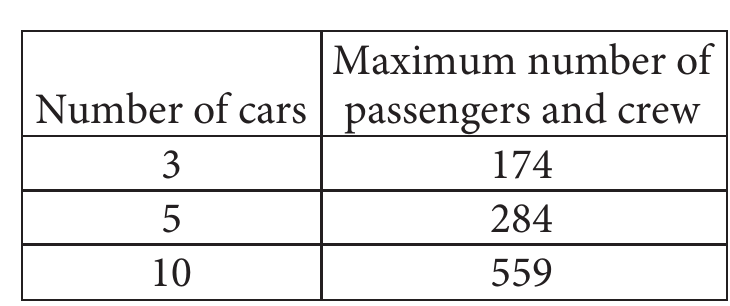 Number of cars
Maximum number of
passengers and crew
3 174
5 284
10 559